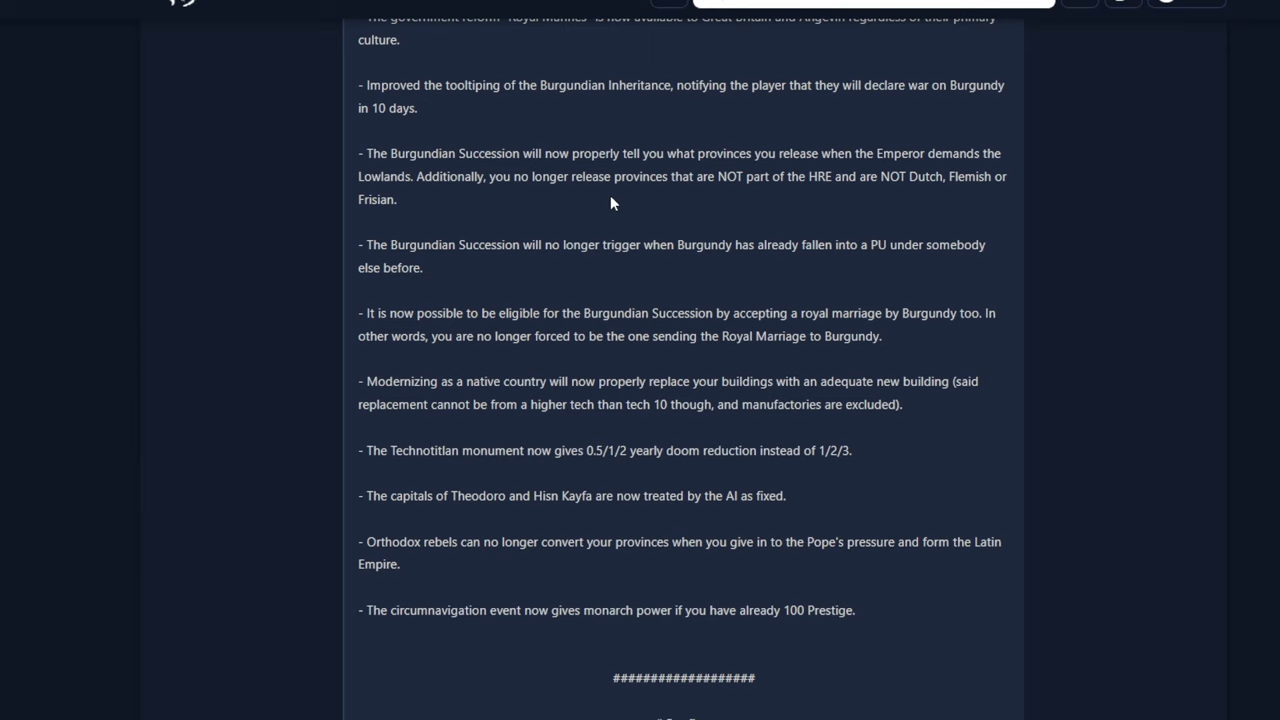 - The government reform "Royal Marines" is now available to Great Britain and Angevin regardless of their primary
culture.
- Improved the tooltiping of the Burgundian Inheritance, notifying the player that they will declare war on Burgundy
in 10 days.
- The Burgundian Succession will now properly tell you what provinces you release when the Emperor demands the
Lowlands. Additionally, you no longer release provinces that are NOT part of the HRE and are NOT Dutch, Flemish or
Frisian.
- The Burgundian Succession will no longer trigger when Burgundy has already fallen into a PU under somebody
else before.
- It is now possible to be eligible for the Burgundian Succession by accepting a royal marriage by Burgundy too. In
other words, you are no longer forced to be the one sending the Royal Marriage to Burgundy.
- Modernizing as a native country will now properly replace your buildings with an adequate new building (said
replacement cannot be from a higher tech than tech 10 though, and manufactories are excluded).
- The Technotitlan monument now gives 0.5/1/2 yearly doom reduction instead of 1/2/3.
- The capitals of Theodoro and Hisn Kayfa are now treated by the AI as fixed.
- Orthodox rebels can no longer convert your provinces when you give in to the Pope's pressure and form the Latin
Empire.
- The circumnavigation event now gives monarch power if you have already 100 Prestige.
###################